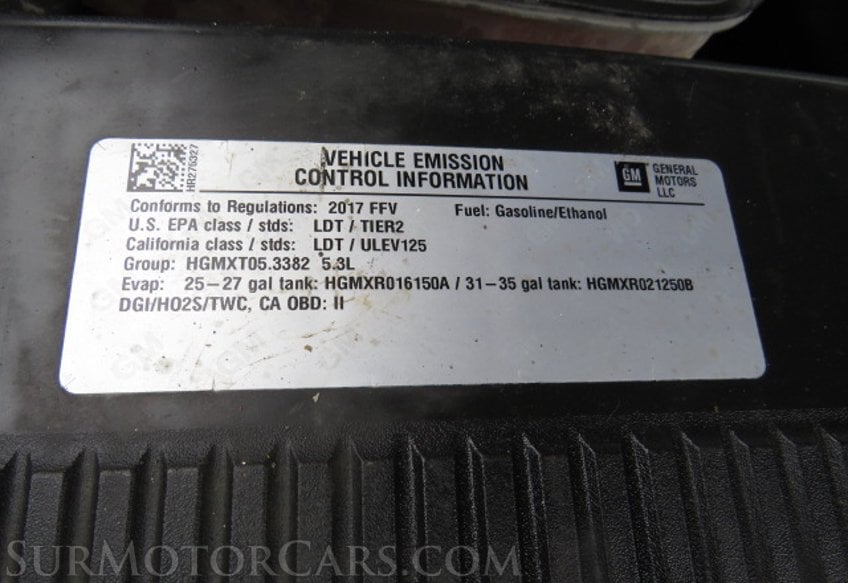 HR276327
VEHICLE EMISSION
CONTROL INFORMATION
GM
GENERAL
MOTORS
LLC
Conforms to Regulations: 2017 FFV Fuel: Gasoline/Ethanol
U.S. EPA class / stds: LDT / TIER2
California class / stds: LDT / ULEV125
Group: HGMXT05.3382 5.3L
Evap: 25-27 gal tank: HGMXR016150A / 31-35 gal tank: HGMXR021250B
DGI/HO2S/TWC, CA OBD: II
SURMOTORCARS.COM